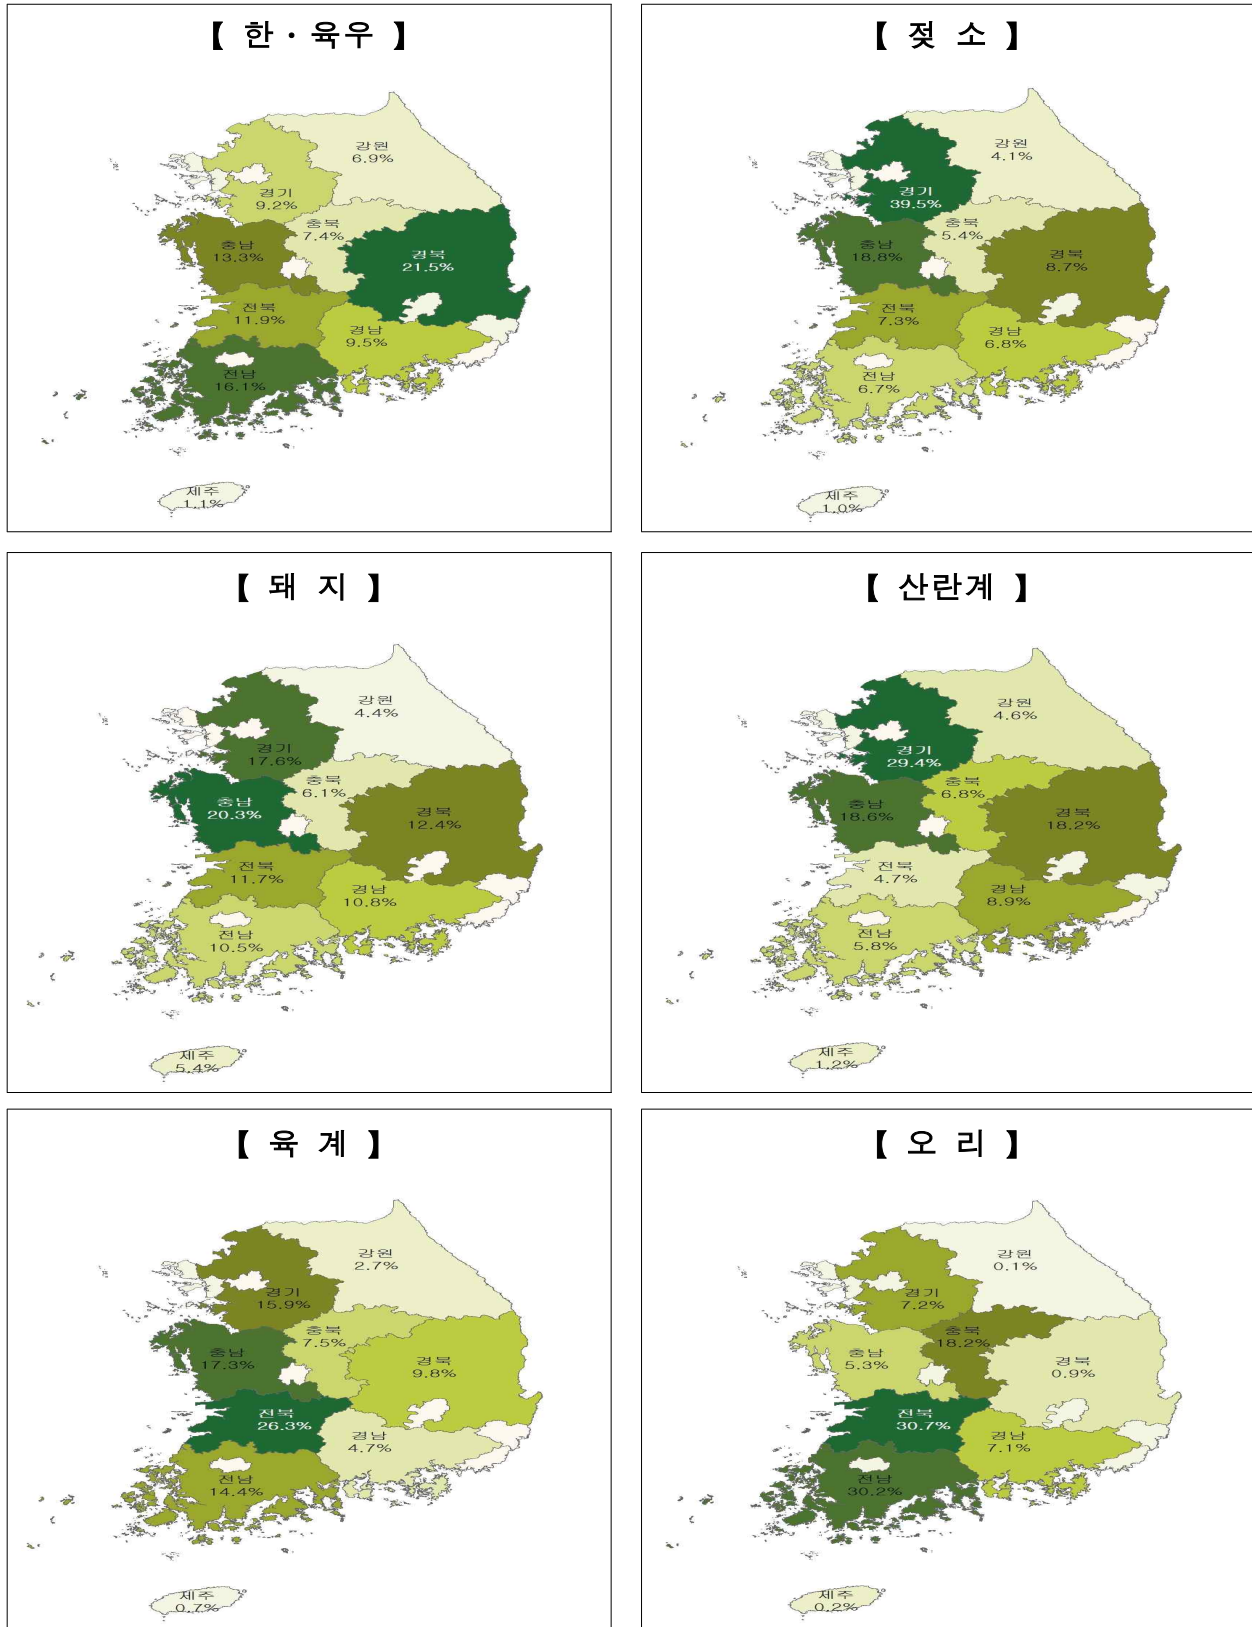 【 한 · 육우 】
강원
6.9%
경기
9.2%
충북
7.4%
충남
13.3%
경북
21.5%
전북
11.9%
경남
9.5%
전남
16.1%
제주
1.1%
【 젖 소 】
강원
4.1%
경기
39.5%
충북
5.4%
충남
18.8%
경북
8.7%
전북
7.3%
경남
6.8%
전남
6.7%
제주
1.0%
【 돼 지 】
강원
4.4%
경기
17.6%
충북
6.1%
충남
20.3%
경북
12.4%
전북
11.7%
경남
10.8%
전남
10.5%
제주
5.4%
【 산란계 】
강원
4.6%
경기
29.4%
충북
6.8%
충남
18.6%
경북
18.2%
전북
4.7%
경남
8.9%
전남
5.8%
제주
1.2%
【 육 계 】
강원
2.7%
경기
15.9%
충북
7.5%
충남
17.3%
경북
9.8%
전북
26.3%
경남
4.7%
전남
14.4%
제주
0.7%
【 오 리 】
강원
0.1%
경기
7.2%
충북
18.2%
충남
5.3%
경북
0.9%
전북
30.7%
경남
7.1%
전남
30.2%
제주
0.2%